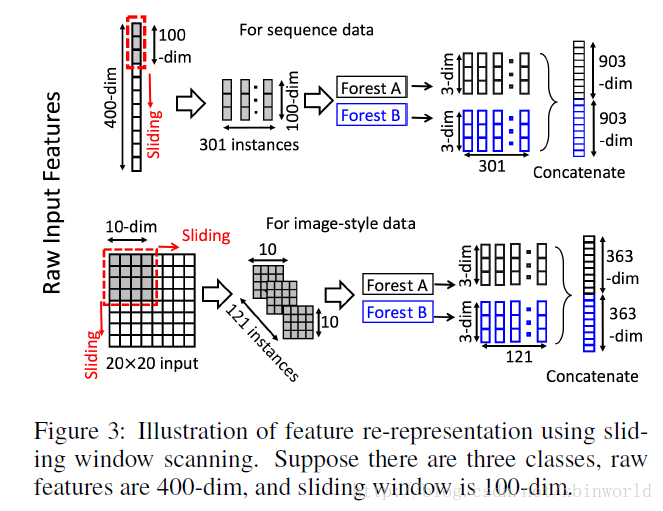 Raw Input Features
For sequence data
400-dim
100
-dim
Sliding
301 instances
100-dim
Forest A
Forest B
3-dim
3-dim
301
903
-dim
903
-dim
Concatenate
For image-style data
10-dim
Sliding
Sliding
20×20 input
10
10
121 instances
Forest A
Forest B
3-dim
3-dim
121
363
-dim
363
-dim
Concatenate
Figure 3: Illustration of feature re-representation using slid-
ing window scanning. Suppose there are three classes, raw
features are 400-dim, and sliding window is 100-dim.